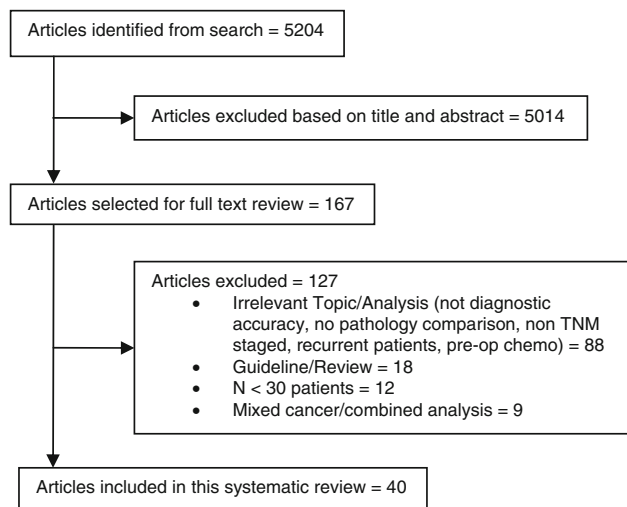 Articles identified from search = 5204
Articles excluded based on title and abstract = 5014
Articles selected for full text review = 167
Articles excluded = 127
• Irrelevant Topic/Analysis (not diagnostic
accuracy, no pathology comparison, non TNM
staged, recurrent patients, pre-op chemo) = 88
• Guideline/Review = 18
• N < 30 patients = 12
• Mixed cancer/combined analysis = 9
Articles included in this systematic review = 40